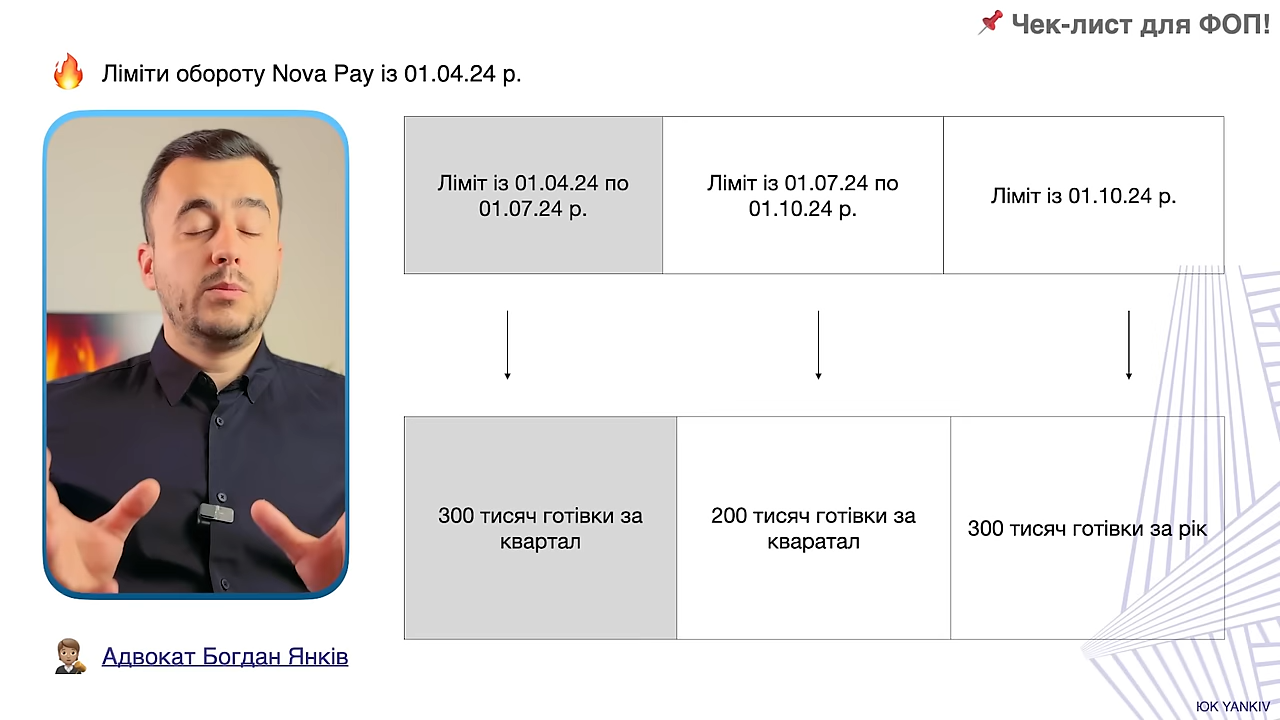 Чек-лист для ФОП!
Ліміти обороту Nova Pay із 01.04.24 р.
Ліміт із 01.04.24 по
01.07.24 р.
Ліміт із 01.07.24 по
01.10.24 р.
Ліміт із 01.10.24 р.
300 тисяч готівки за
квартал
200 тисяч готівки за
кваратал
300 тисяч готівки за рік
Адвокат Богдан Янків
ЮК YANKIV